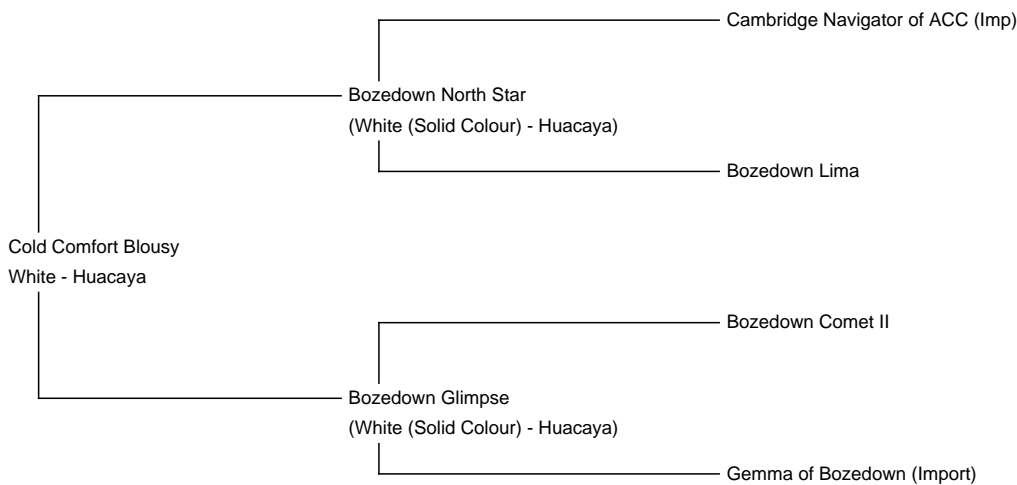 Cambridge Navigator of ACC (Imp)
Bozedown North Star
(White (Solid Colour) - Huacaya)
Bozedown Lima
Cold Comfort Blousy
White - Huacaya
Bozedown Comet II
Bozedown Glimpse
(White (Solid Colour) - Huacaya)
Gemma of Bozedown (Import)